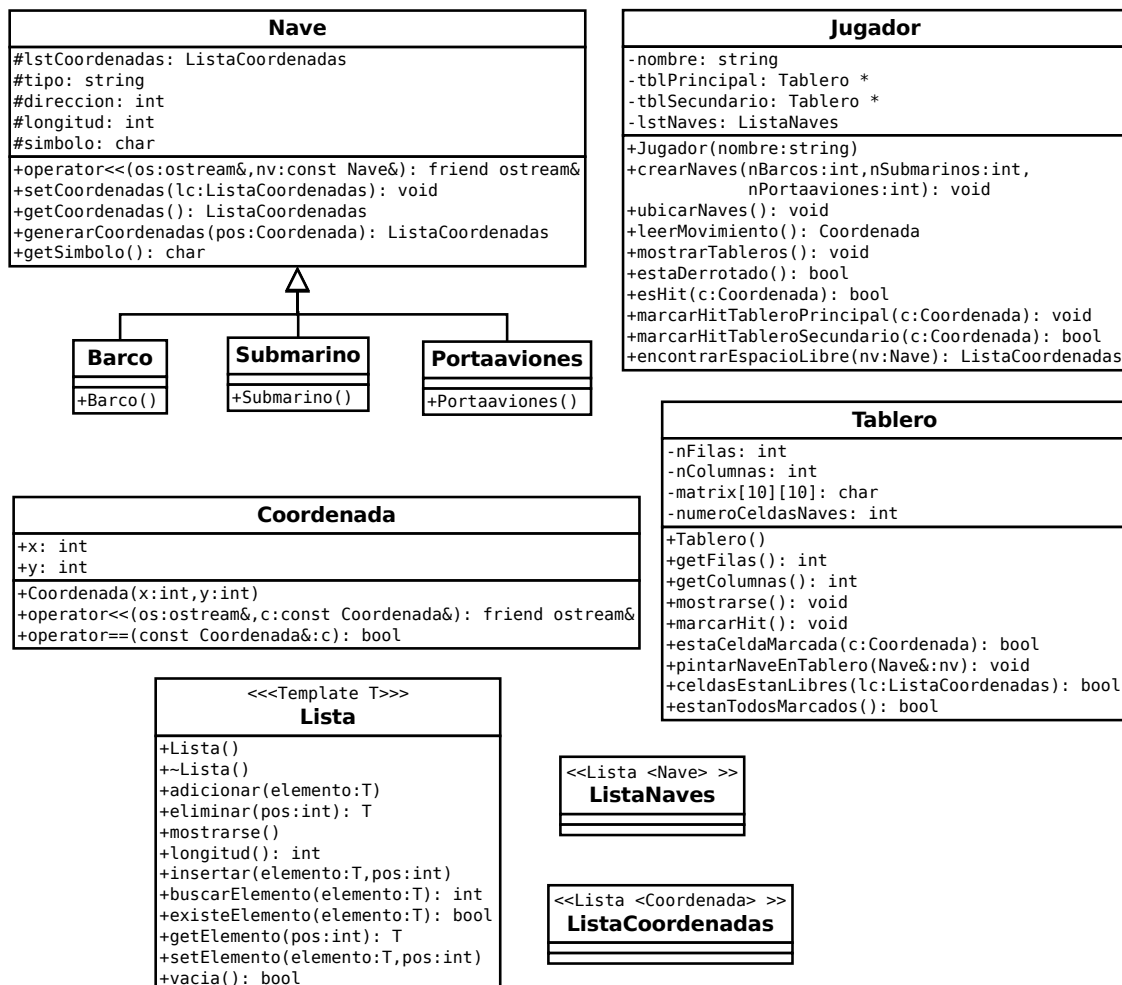 Nave
#lstCoordenadas: ListaCoordenadas
#tipo: string
#direccion: int
#longitud: int
#simbolo: char
+operator<<(os:ostream&,nv:const Nave&): friend ostream&
+setCoordenadas(lc:ListaCoordenadas): void
+getCoordenadas(): ListaCoordenadas
+generarCoordenadas(pos:Coordenada): ListaCoordenadas
+getSimbolo(): char
Barco
+Barco()
Submarino
+Submarino()
Portaaviones
+Portaaviones()
Jugador
-nombre: string
-tblPrincipal: Tablero *
-tblSecundario: Tablero *
-lstNaves: ListaNaves
+Jugador(nombre:string)
+crearNaves(nBarcos:int,nSubmarinos:int,
nPortaaviones:int): void
+ubicarNaves(): void
+leerMovimiento(): Coordenada
+mostrarTableros(): void
+estaDerrotado(): bool
+esHit(c:Coordenada): bool
+marcarHitTableroPrincipal(c:Coordenada): void
+marcarHitTableroSecundario(c:Coordenada): bool
+encontrarEspacioLibre(nv:Nave): ListaCoordenadas
Tablero
-nFilas: int
-nColumnas: int
-matrix[10][10]: char
-numeroCeldasNaves: int
+Tablero()
+getFilas(): int
+getColumnas(): int
+mostrarse(): void
+marcarHit(): void
+estaCeldaMarcada(c:Coordenada): bool
+pintarNaveEnTablero(Nave&:nv): void
+celdasEstanLibres(lc:ListaCoordenadas): bool
+estanTodosMarcados(): bool
Coordenada
+x: int
+y: int
+Coordenada(x:int,y:int)
+operator<<(os:ostream&,c:const Coordenada&): friend ostream&
+operator==(const Coordenada&:c): bool
<<<Template T>>>
Lista
+Lista()
+~Lista()
+adicionar(elemento:T)
+eliminar(pos:int): T
+mostrarse()
+longitud(): int
+insertar(elemento:T,pos:int)
+buscarElemento(elemento:T): int
+existeElemento(elemento:T): bool
+getElemento(pos:int): T
+setElemento(elemento:T,pos:int)
+vacia(): bool
<<Lista <Nave> >>
ListaNaves
<<Lista <Coordenada> >>
ListaCoordenadas